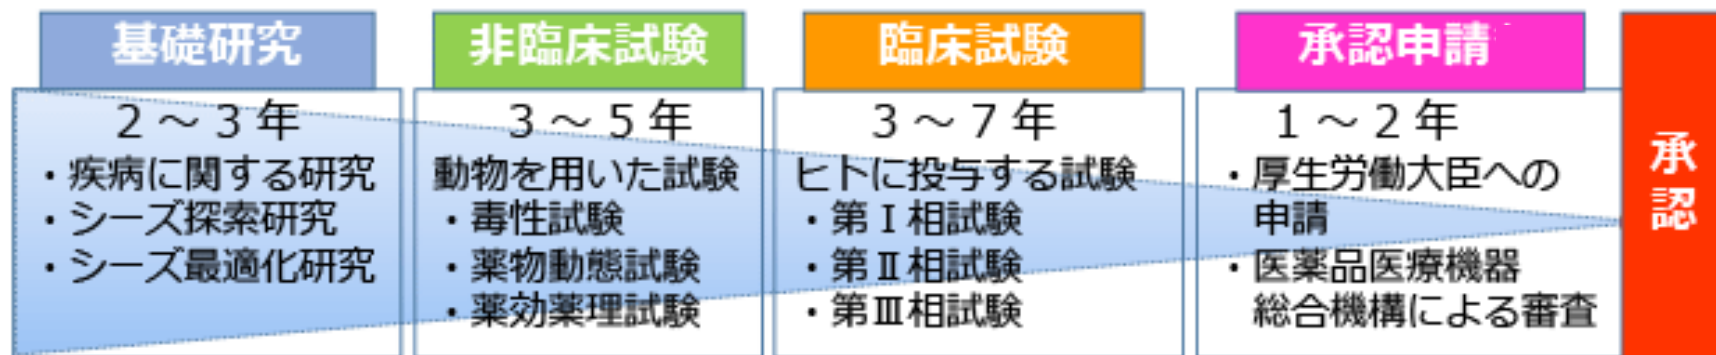 基礎研究
2～3年
・疾病に関する研究
・シーズ探索研究
・シーズ最適化研究
非臨床試験
3～5年
動物を用いた試験
・毒性試験
・薬物動態試験
・薬効薬理試験
臨床試験
3～7年
ヒトに投与する試験
・第Ⅰ相試験
・第Ⅱ相試験
・第Ⅲ相試験
承認申請
1～2年
・厚生労働大臣への
申請
・医薬品医療機器
総合機構による審査
承
認